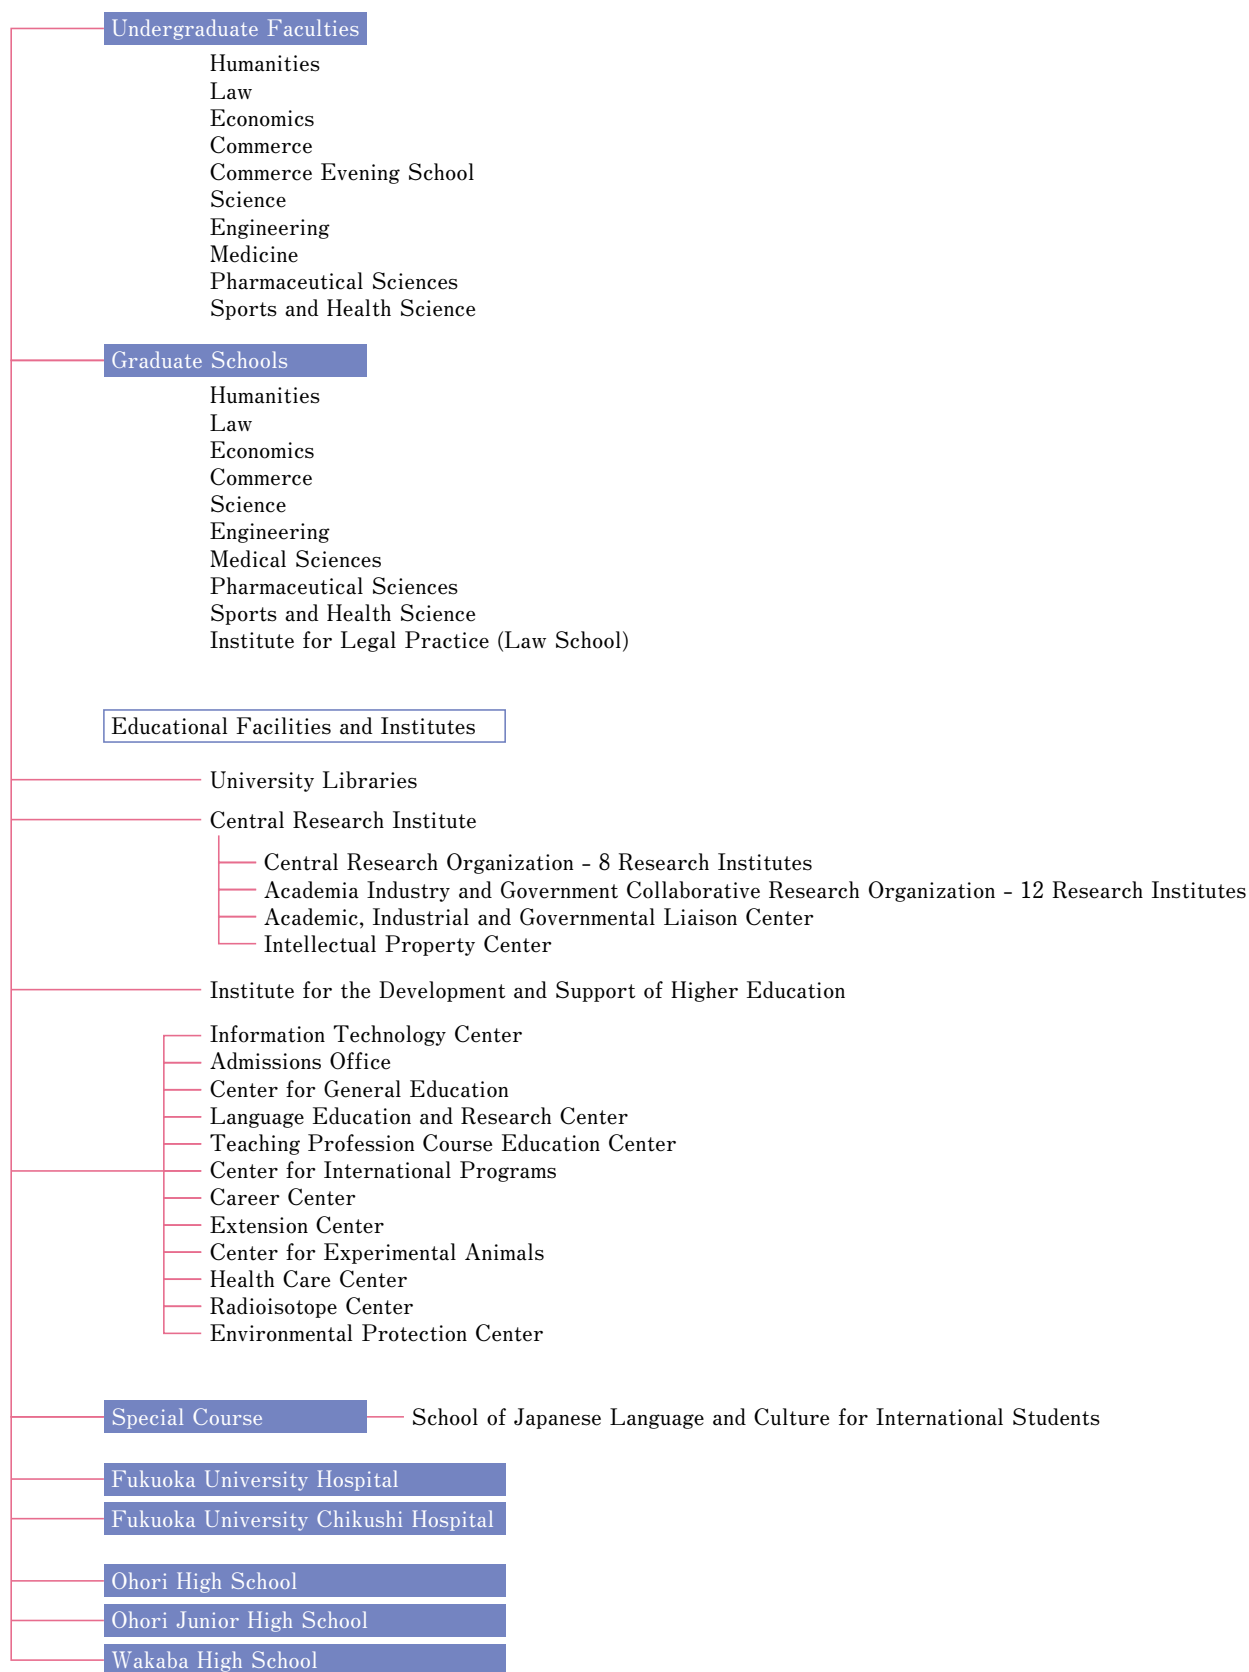 Undergraduate Faculties
Humanities
Law
Economics
Commerce
Commerce Evening School
Science
Engineering
Medicine
Pharmaceutical Sciences
Sports and Health Science
Graduate Schools
Humanities
Law
Economics
Commerce
Science
Engineering
Medical Sciences
Pharmaceutical Sciences
Sports and Health Science
Institute for Legal Practice (Law School)
Educational Facilities and Institutes
University Libraries
Central Research Institute
Central Research Organization - 8 Research Institutes
Academia Industry and Government Collaborative Research Organization - 12 Research Institutes
Academic, Industrial and Governmental Liaison Center
Intellectual Property Center
Institute for the Development and Support of Higher Education
Information Technology Center
Admissions Office
Center for General Education
Language Education and Research Center
Teaching Profession Course Education Center
Center for International Programs
Career Center
Extension Center
Center for Experimental Animals
Health Care Center
Radioisotope Center
Environmental Protection Center
Special Course School of Japanese Language and Culture for International Students
Fukuoka University Hospital
Fukuoka University Chikushi Hospital
Ohori High School
Ohori Junior High School
Wakaba High School